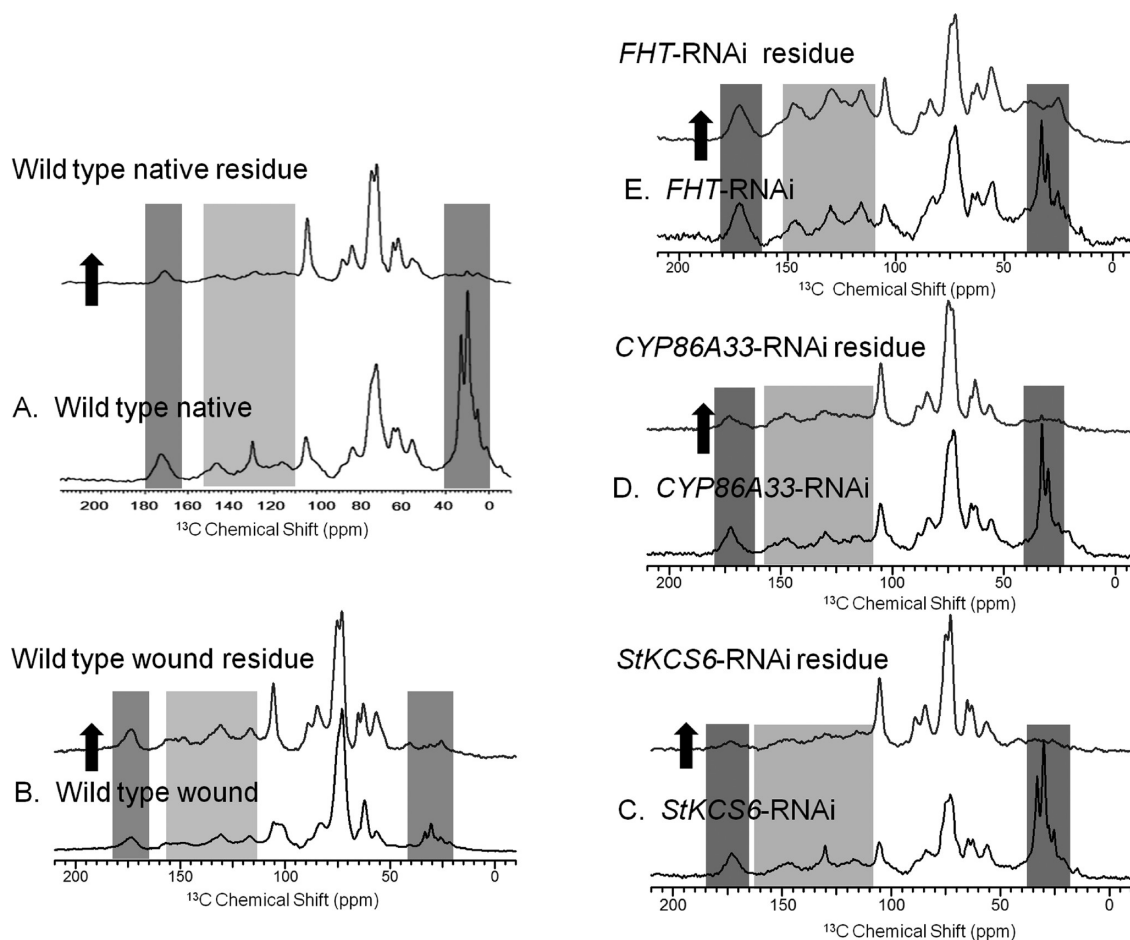 Wild type native residue
A. Wild type native
200 180 160 140 120 100 80 60 40 20 0
13C Chemical Shift (ppm)
Wild type wound residue
B. Wild type wound
200 150 100 50 0
13C Chemical Shift (ppm)
FHT-RNAi residue
E. FHT-RNAi
200 150 100 50 0
13C Chemical Shift (ppm)
CYP86A33-RNAi residue
D. CYP86A33-RNAi
200 150 100 50 0
13C Chemical Shift (ppm)
StKCS6-RNAi residue
C. StKCS6-RNAi
200 150 100 50 0
13C Chemical Shift (ppm)